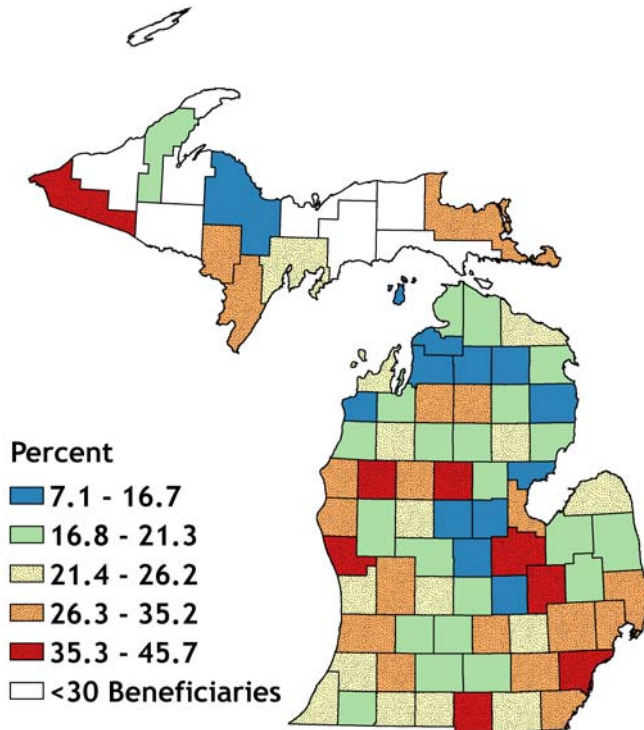 Percent
7.1 - 16.7
16.8 - 21.3
21.4 - 26.2
26.3 - 35.2
35.3 - 45.7
<30 Beneficiaries